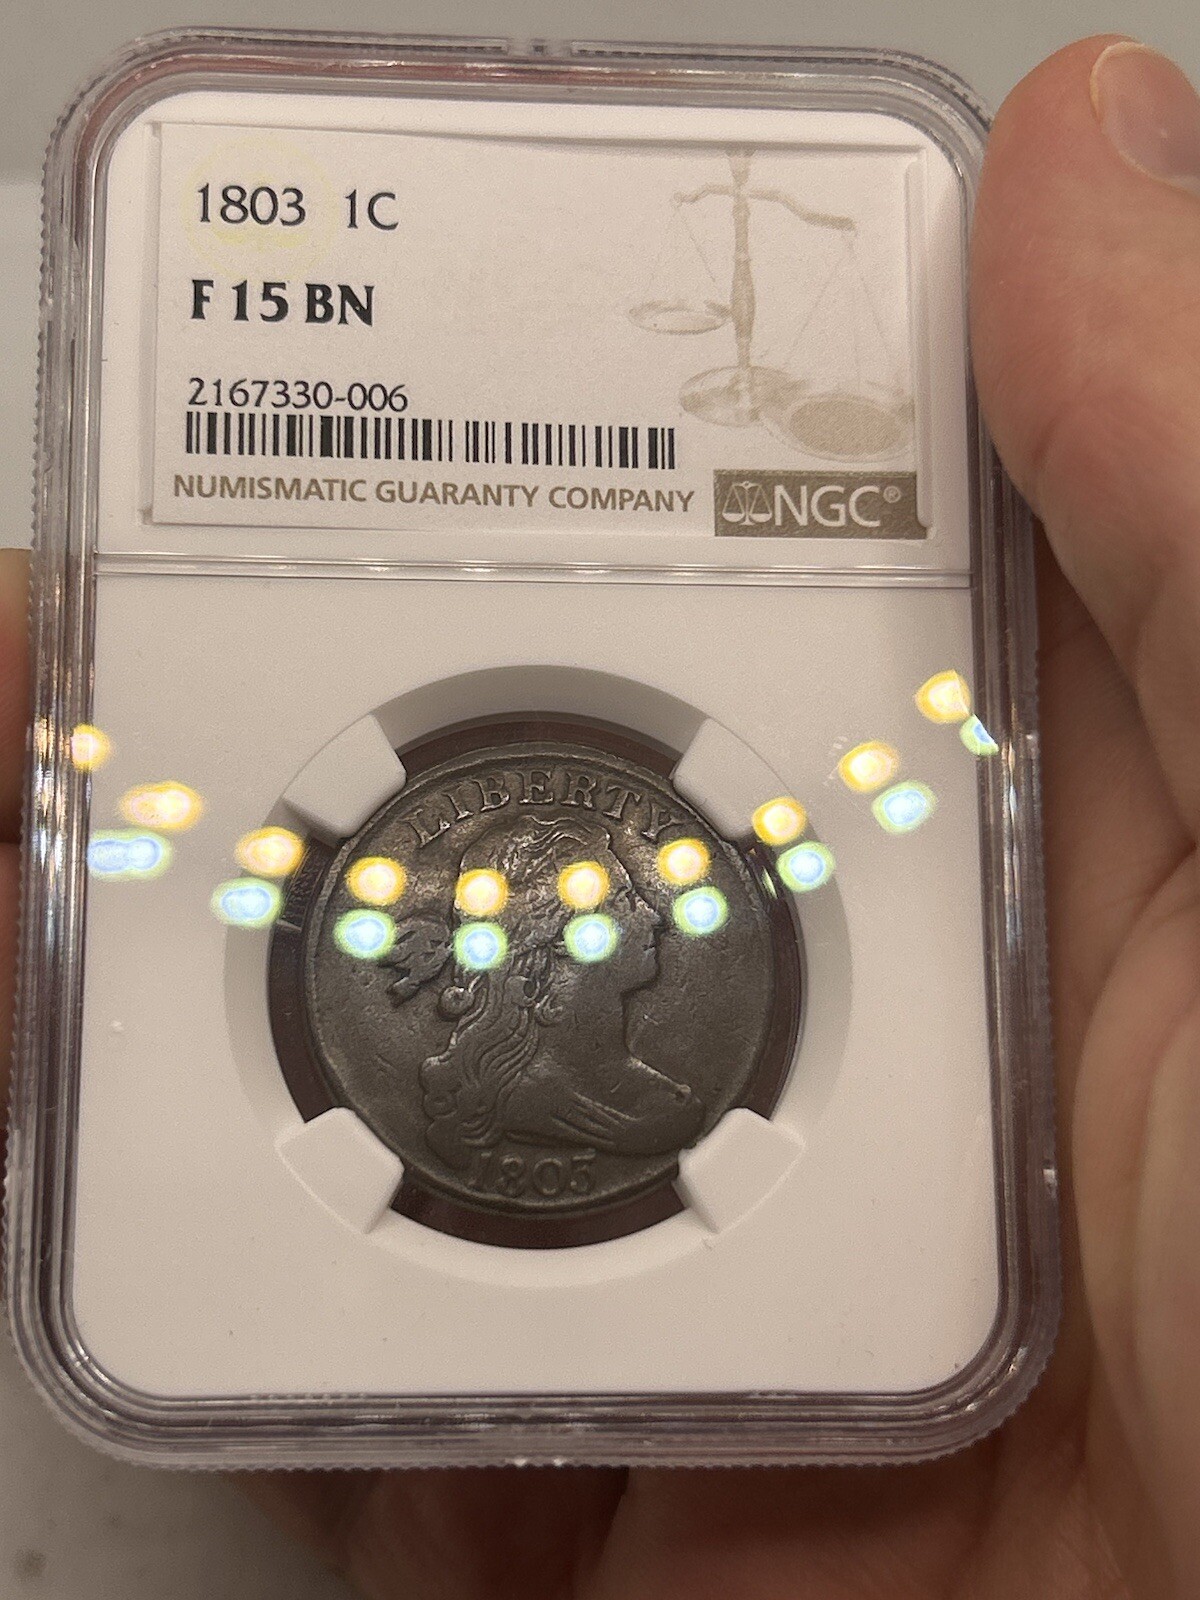 1803 1C
F 15 BN
2167330-006
NUMISMATIC GUARANTY COMPANY
NGC®
LIBERTY
1803